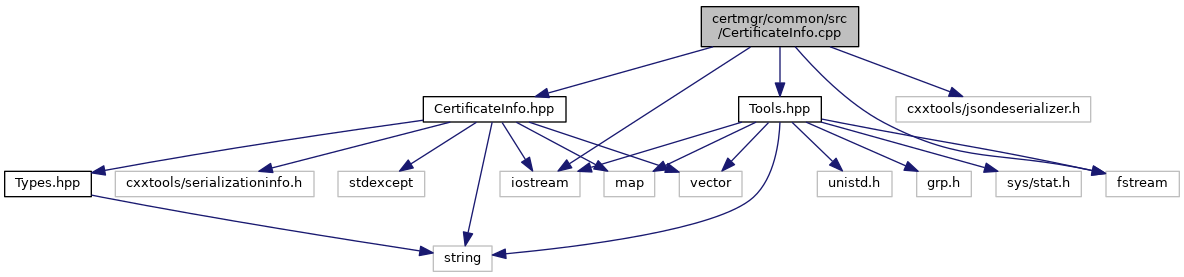 certmgr/common/src
/CertificateInfo.cpp
CertificateInfo.hpp
Tools.hpp
cxxtools/jsondeserializer.h
Types.hpp
cxxtools/serializationinfo.h
stdexcept
iostream
map
vector
unistd.h
grp.h
sys/stat.h
fstream
string